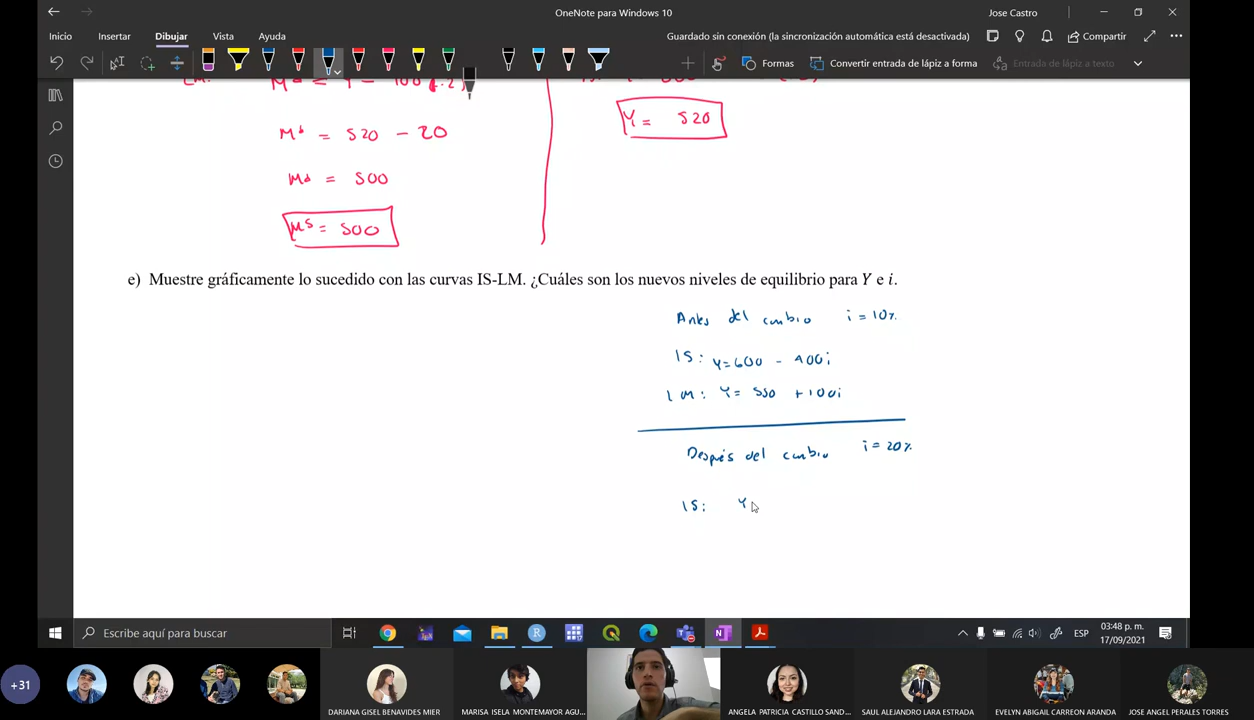 OneNote para Windows 10
Jose Castro
Inicio Insertar Dibujar Vista Ayuda
Guardado sin conexión (la sincronización automática está desactivada)
Compartir
Formas
Convertir entrada de lápiz a forma
Entrada de lápiz a texto
Y = 520
Md = 520 - 20
Md = 500
Ms = 500
e) Muestre gráficamente lo sucedido con las curvas IS-LM. ¿Cuáles son los nuevos niveles de equilibrio para Y e i.
Antes del cambio i = 10%
IS: Y = 600 - 400i
LM: Y = 550 + 100i
Después del cambio i = 20%
IS: Y
Escribe aquí para buscar
ESP
03:48 p. m.
17/09/2021
+31
DARIANA GISEL BENAVIDES MIER
MARISA ISELA MONTEMAYOR AGU...
ANGELA PATRICIA CASTILLO SAND...
SAUL ALEJANDRO LARA ESTRADA
EVELYN ABIGAIL CARREON ARANDA
JOSE ANGEL PERALES TORRES